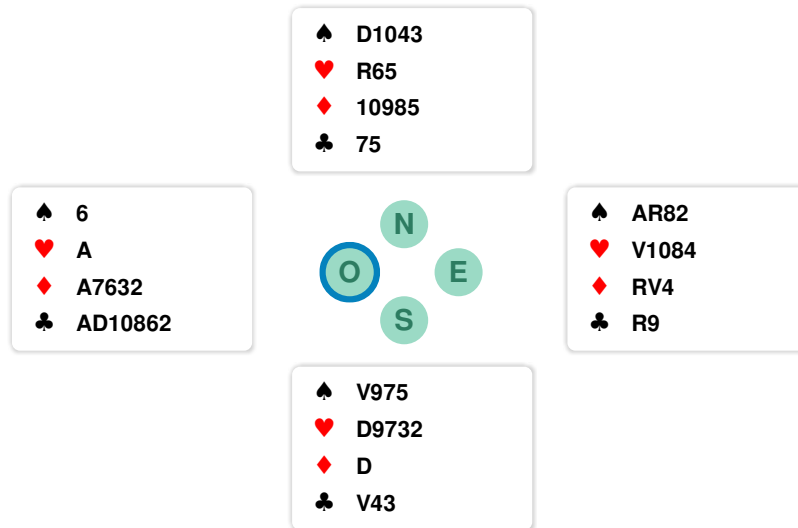 ♠ D1043
♥ R65
♦ 10985
♣ 75
♠ 6
♥ A
♦ A7632
♣ AD10862
N
O
E
S
♠ AR82
♥ V1084
♦ RV4
♣ R9
♠ V975
♥ D9732
♦ D
♣ V43